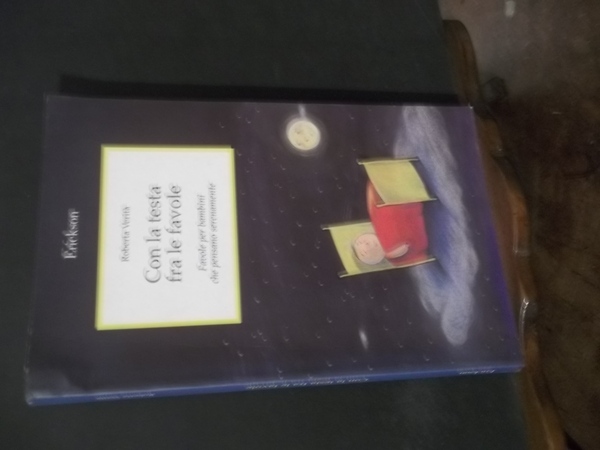 Erickson
Roberta Verità
Con la testa
fra le favole
Favole per bambini
che pensano serenamente